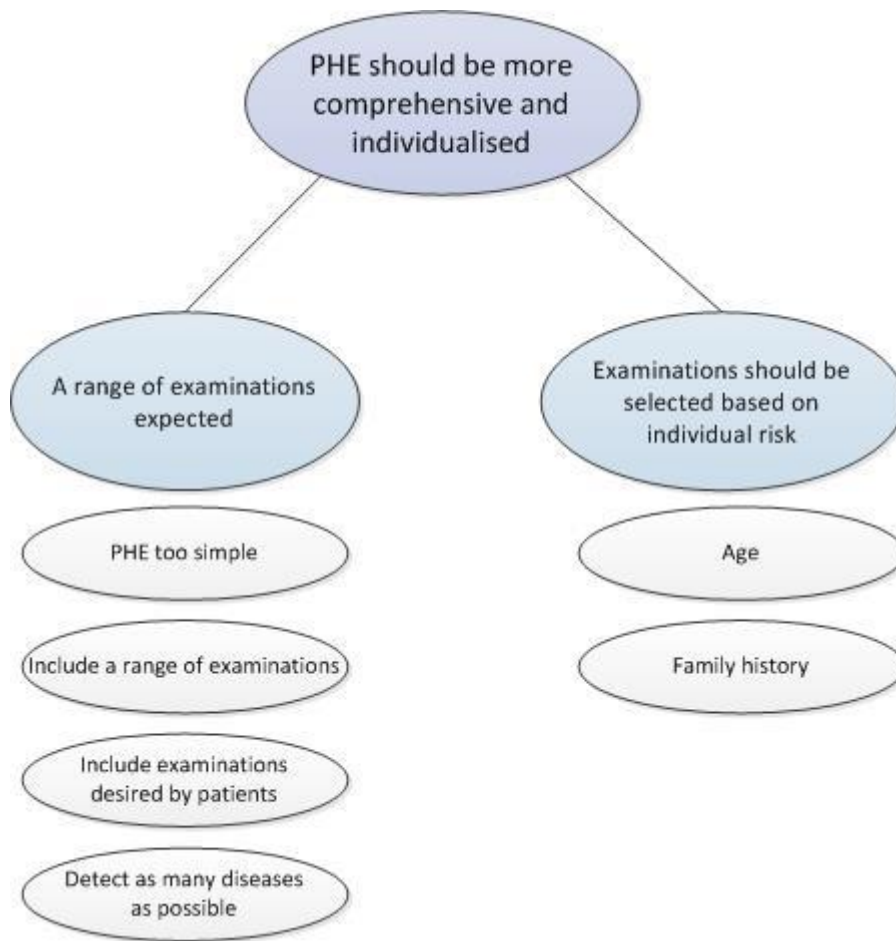 PHE should be more
comprehensive and
individualised
A range of examinations
expected
Examinations should be
selected based on
individual risk
PHE too simple
Include a range of examinations
Include examinations
desired by patients
Detect as many diseases
as possible
Age
Family history